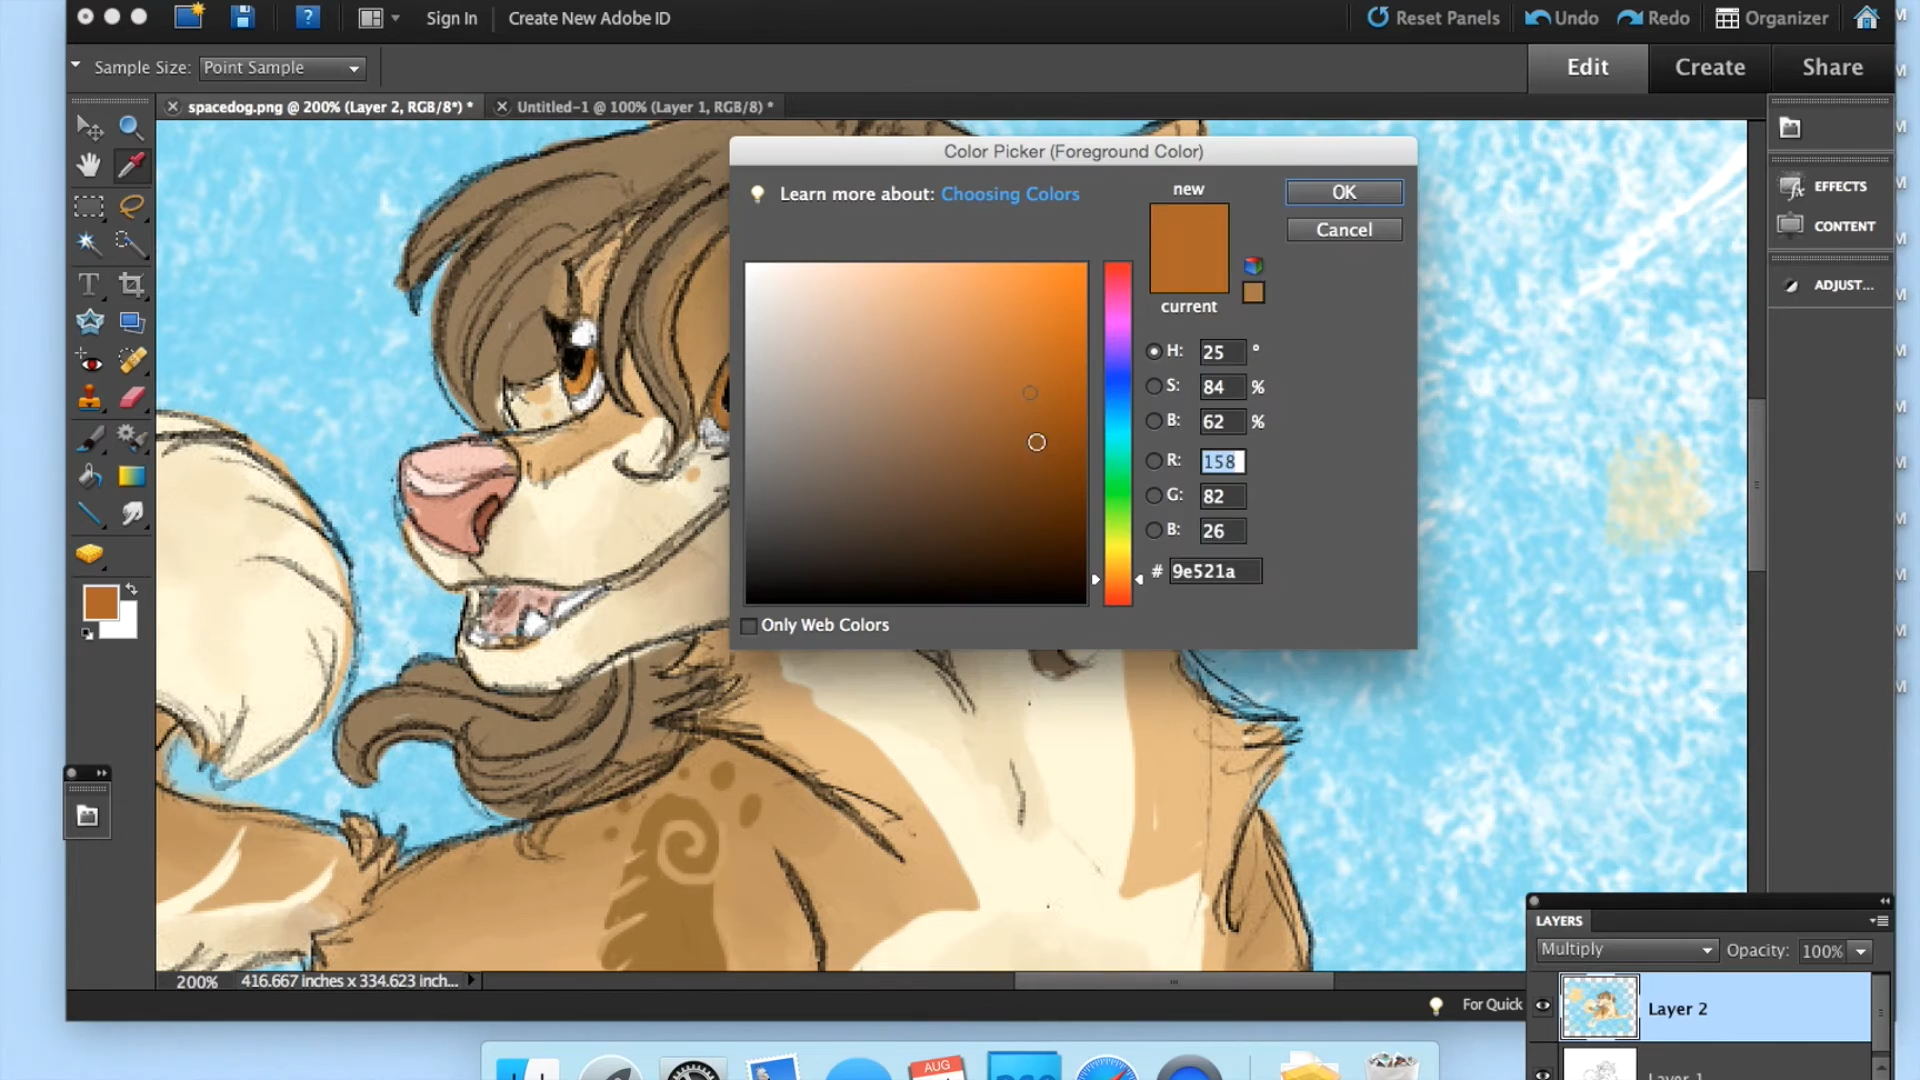 Sign In
Create New Adobe ID
Reset Panels
Undo
Redo
Organizer
Sample Size: Point Sample
Edit
Create
Share
spacedog.png @ 200% (Layer 2, RGB/8*) *
Untitled-1 @ 100% (Layer 1, RGB/8) *
Color Picker (Foreground Color)
Learn more about: Choosing Colors
new
OK
Cancel
current
H: 25 °
S: 84 %
B: 62 %
R: 158
G: 82
B: 26
# 9e521a
Only Web Colors
EFFECTS
CONTENT
ADJUST...
200% 416.667 inches x 334.623 inch...
For Quick
LAYERS
Multiply
Opacity: 100%
Layer 2
Layer 1
AUG